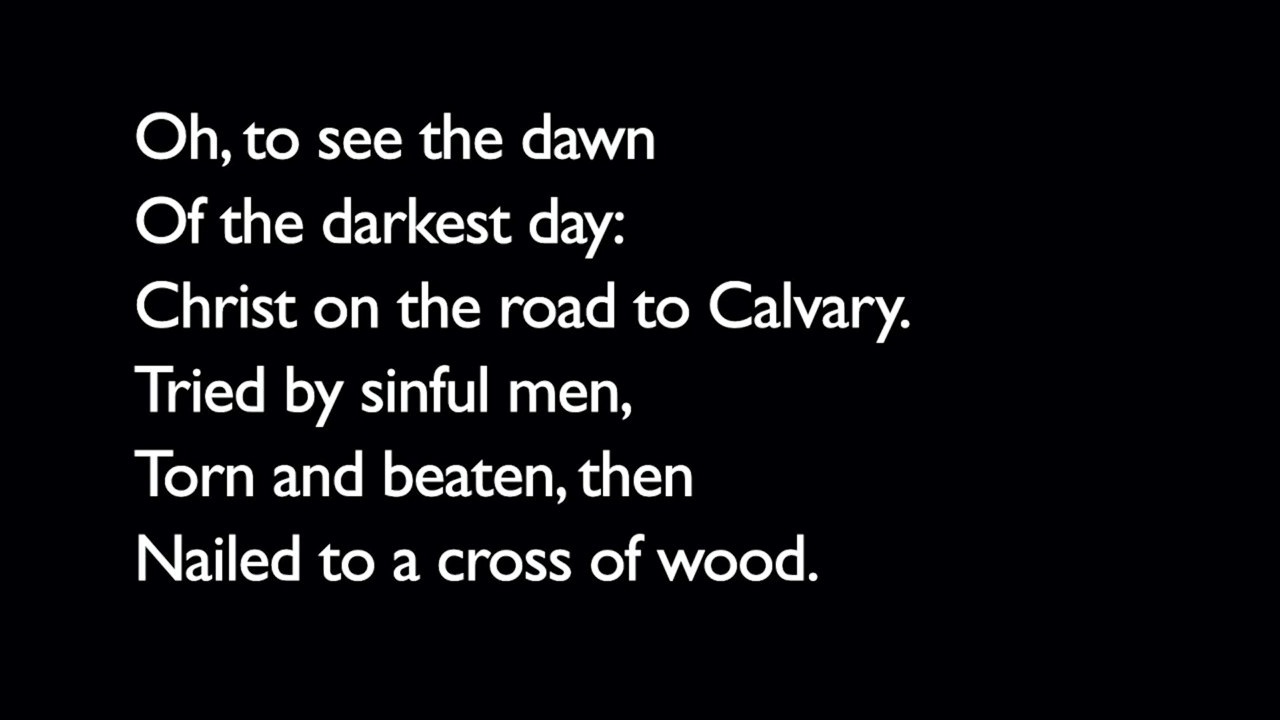 Oh, to see the dawn
Of the darkest day:
Christ on the road to Calvary.
Tried by sinful men,
Torn and beaten, then
Nailed to a cross of wood.